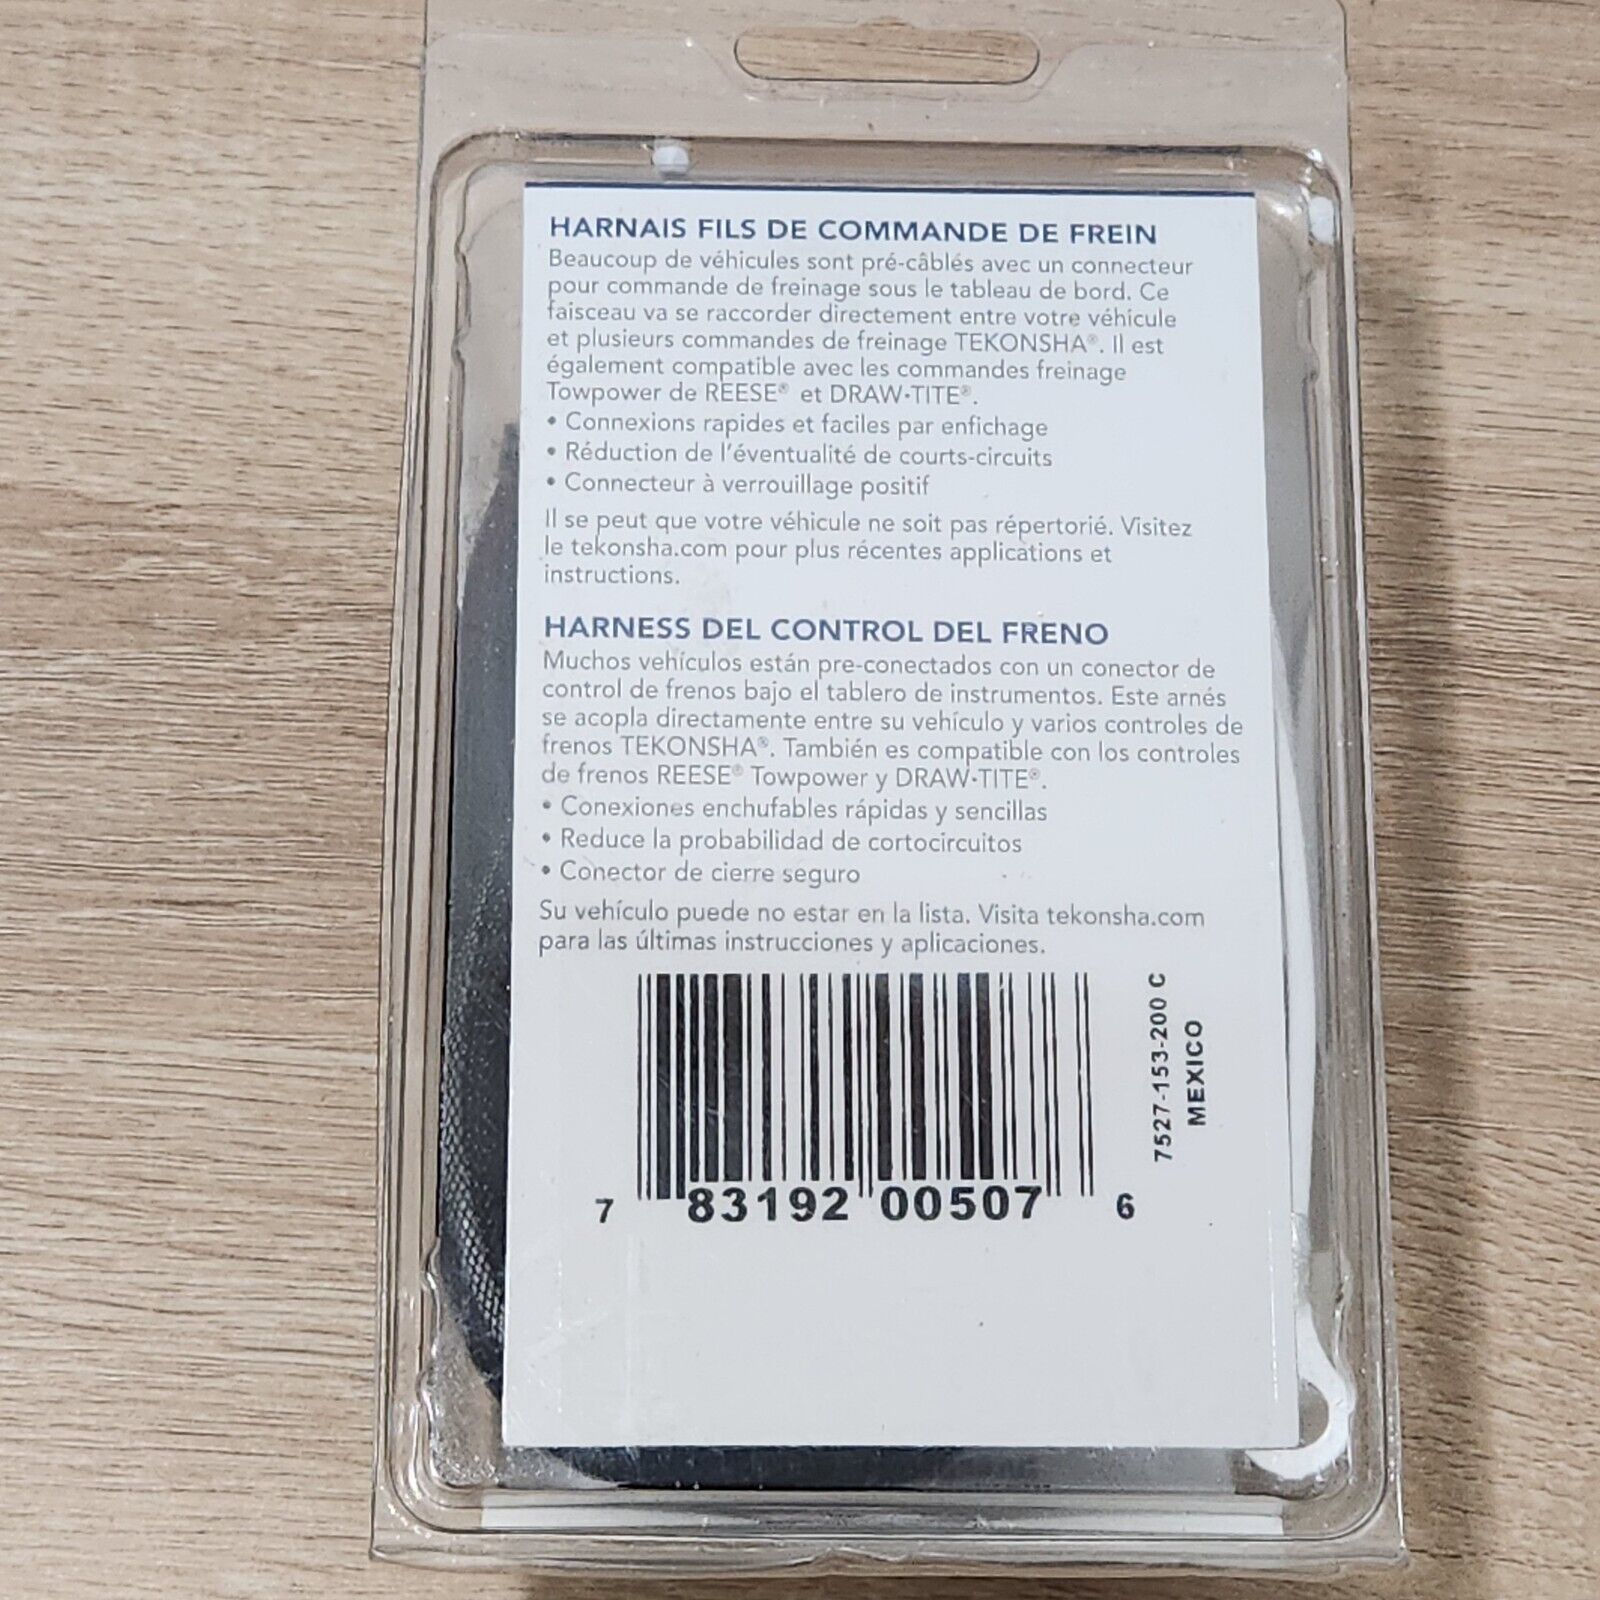 HARNAIS FILS DE COMMANDE DE FREIN
Beaucoup de véhicules sont pré-câblés avec un connecteur
pour commande de freinage sous le tableau de bord. Ce
faisceau va se raccorder directement entre votre véhicule
et plusieurs commandes de freinage TEKONSHA®. Il est
également compatible avec les commandes freinage
Towpower de REESE® et DRAW•TITE®.
• Connexions rapides et faciles par enfichage
• Réduction de l'éventualité de courts-circuits
• Connecteur à verrouillage positif
Il se peut que votre véhicule ne soit pas répertorié. Visitez
le tekonsha.com pour plus récentes applications et
instructions.
HARNESS DEL CONTROL DEL FRENO
Muchos vehículos están pre-conectados con un conector de
control de frenos bajo el tablero de instrumentos. Este arnés
se acopla directamente entre su vehículo y varios controles de
frenos TEKONSHA®. También es compatible con los controles
de frenos REESE® Towpower y DRAW•TITE®.
• Conexiones enchufables rápidas y sencillas
• Reduce la probabilidad de cortocircuitos
• Conector de cierre seguro
Su vehículo puede no estar en la lista. Visita tekonsha.com
para las últimas instrucciones y aplicaciones.
7 83192 00507 6
7527-153-200 C
MEXICO